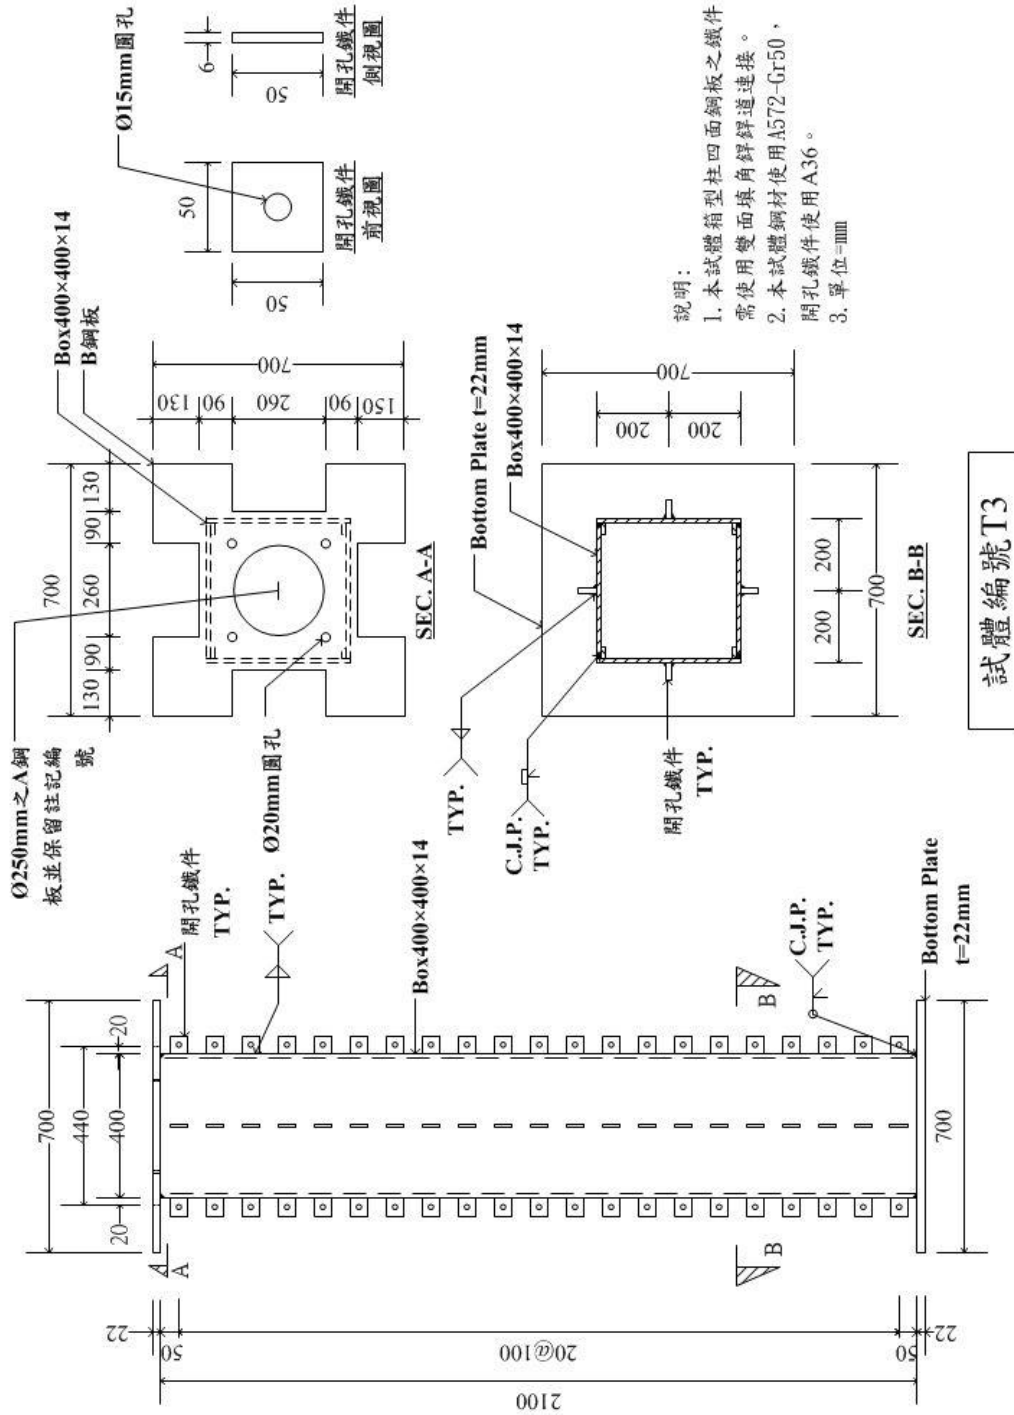 Ø250mm之A鋼
板並保留註記編
號
700
130
90
260
90
130
Box400×400×14
B鋼板
130
90
260
90
150
700
Ø20mm圓孔
SEC. A-A
Ø15mm圓孔
50
50
開孔鐵件
前視圖
6
50
開孔鐵件
側視圖
開孔鐵件
TYP.
TYP.
A
A
700
440
20
400
20
22
50
20@100
50
22
2100
Box400×400×14
B
B
C.J.P.
TYP.
Bottom Plate
t=22mm
700
TYP.
C.J.P.
TYP.
開孔鐵件
TYP.
Bottom Plate t=22mm
Box400×400×14
200
200
700
200
200
700
SEC. B-B
說明:
1. 本試體箱型柱四面鋼板之鐵件
需使用雙面填角銲銲道連接。
2. 本試體鋼材使用A572-Gr50，
開孔鐵件使用A36。
3. 單位=mm
試體編號T3